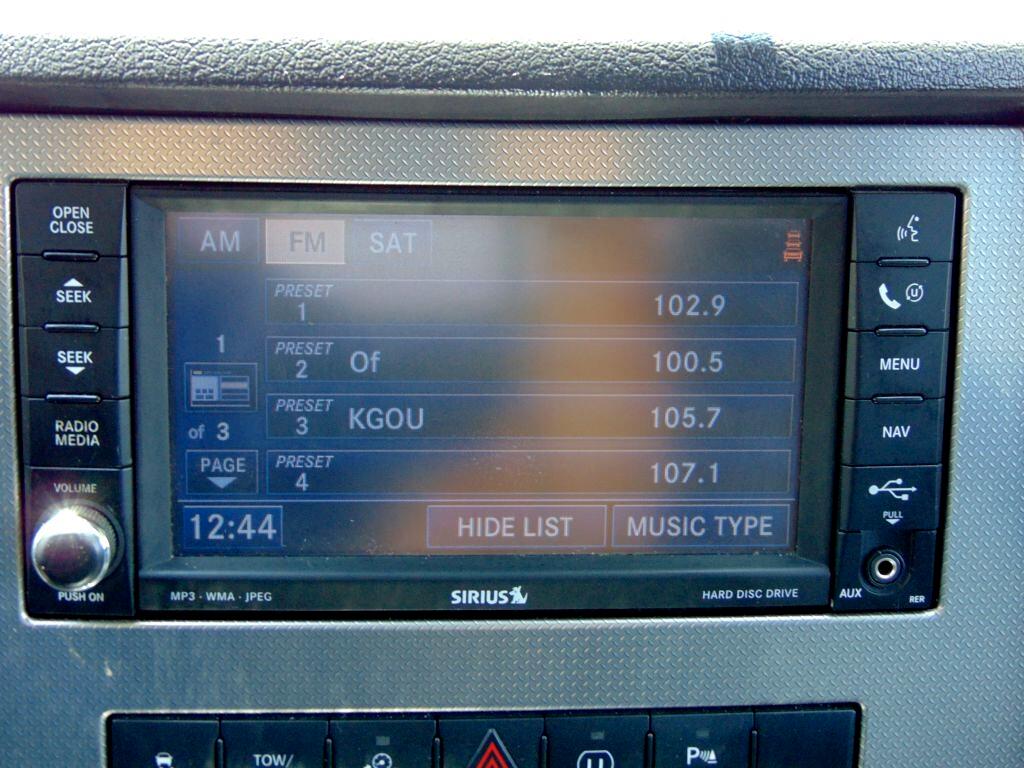 OPEN
CLOSE
SEEK
SEEK
RADIO
MEDIA
VOLUME
PUSH ON
AM FM SAT
PRESET
1 102.9
PRESET
2 Of 100.5
PRESET
3 KGOU 105.7
PRESET
4 107.1
1
of 3
PAGE
12:44 HIDE LIST MUSIC TYPE
MP3 · WMA · JPEG SIRIUS HARD DISC DRIVE
U
MENU
NAV
PULL
AUX RER
TOW/
U
P